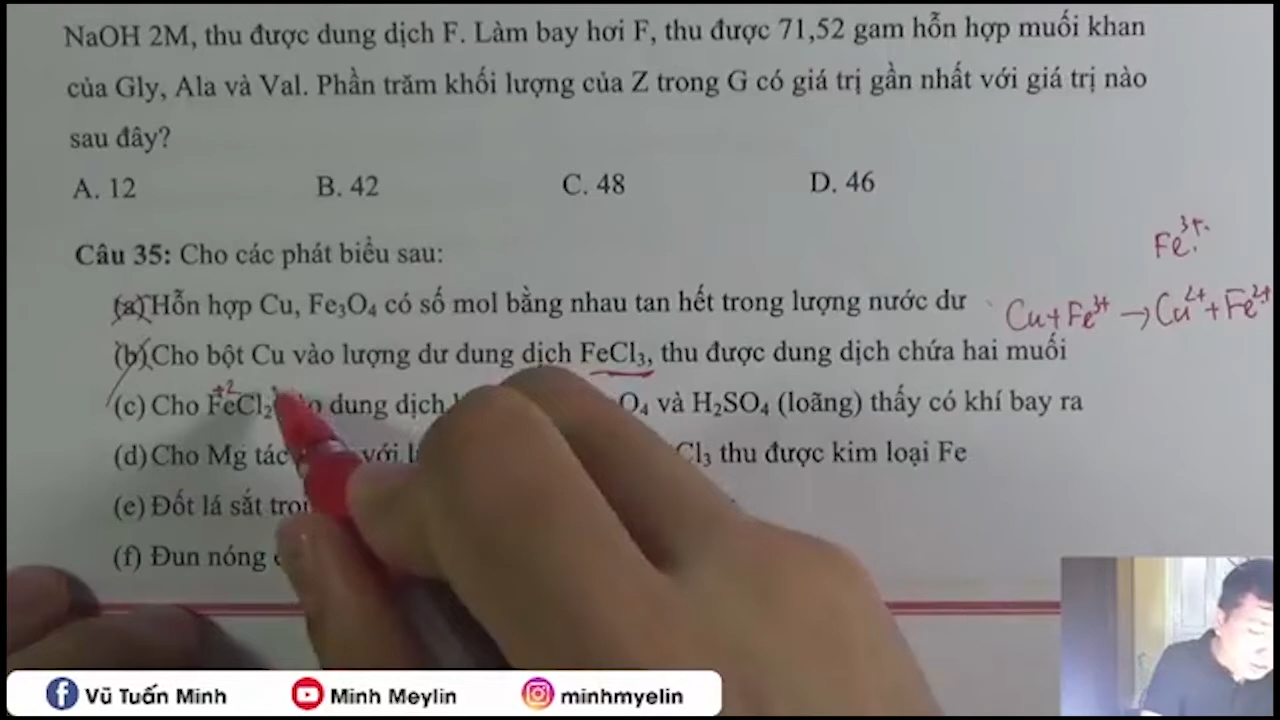 NaOH 2M, thu được dung dịch F. Làm bay hơi F, thu được 71,52 gam hỗn hợp muối khan
của Gly, Ala và Val. Phần trăm khối lượng của Z trong G có giá trị gần nhất với giá trị nào
sau đây?
A. 12 B. 42 C. 48 D. 46
Câu 35: Cho các phát biểu sau:
Fe³⁺
(a) Hỗn hợp Cu, Fe₃O₄ có số mol bằng nhau tan hết trong lượng nước dư
Cu + Fe³⁺ → Cu²⁺ + Fe²⁺
(b) Cho bột Cu vào lượng dư dung dịch FeCl₃, thu được dung dịch chứa hai muối
+2
(c) Cho FeCl₂ dung dịch O₄ và H₂SO₄ (loãng) thấy có khí bay ra
(d) Cho Mg tác với Cl₃ thu được kim loại Fe
(e) Đốt lá sắt
(f) Đun nóng
Vũ Tuấn Minh Minh Meylin minhmyelin